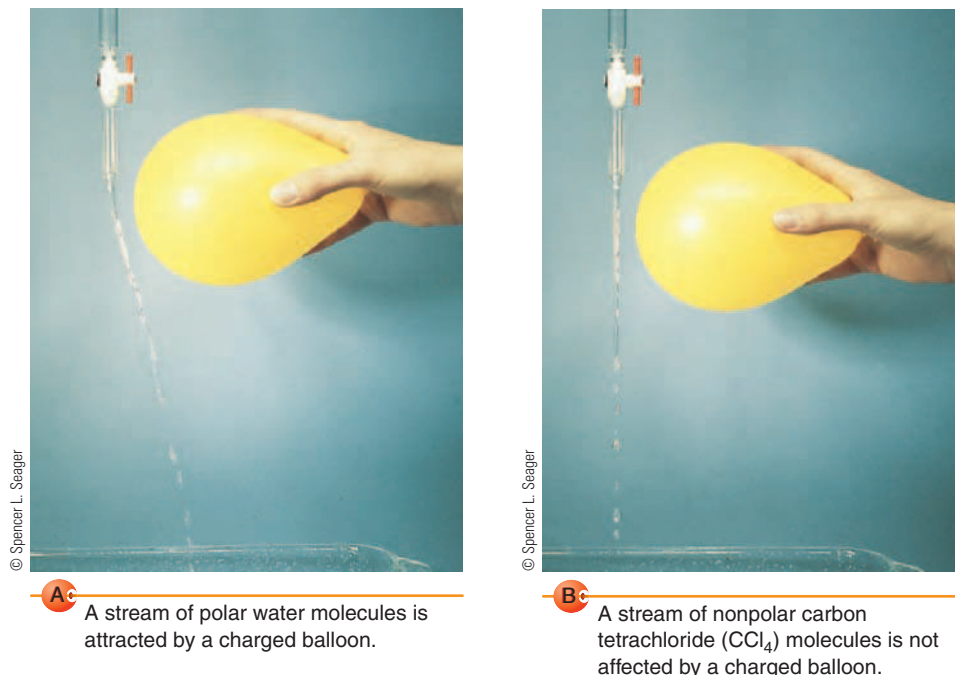 © Spencer L. Seager
A
A stream of polar water molecules is
attracted by a charged balloon.
© Spencer L. Seager
B
A stream of nonpolar carbon
tetrachloride (CCl₄) molecules is not
affected by a charged balloon.